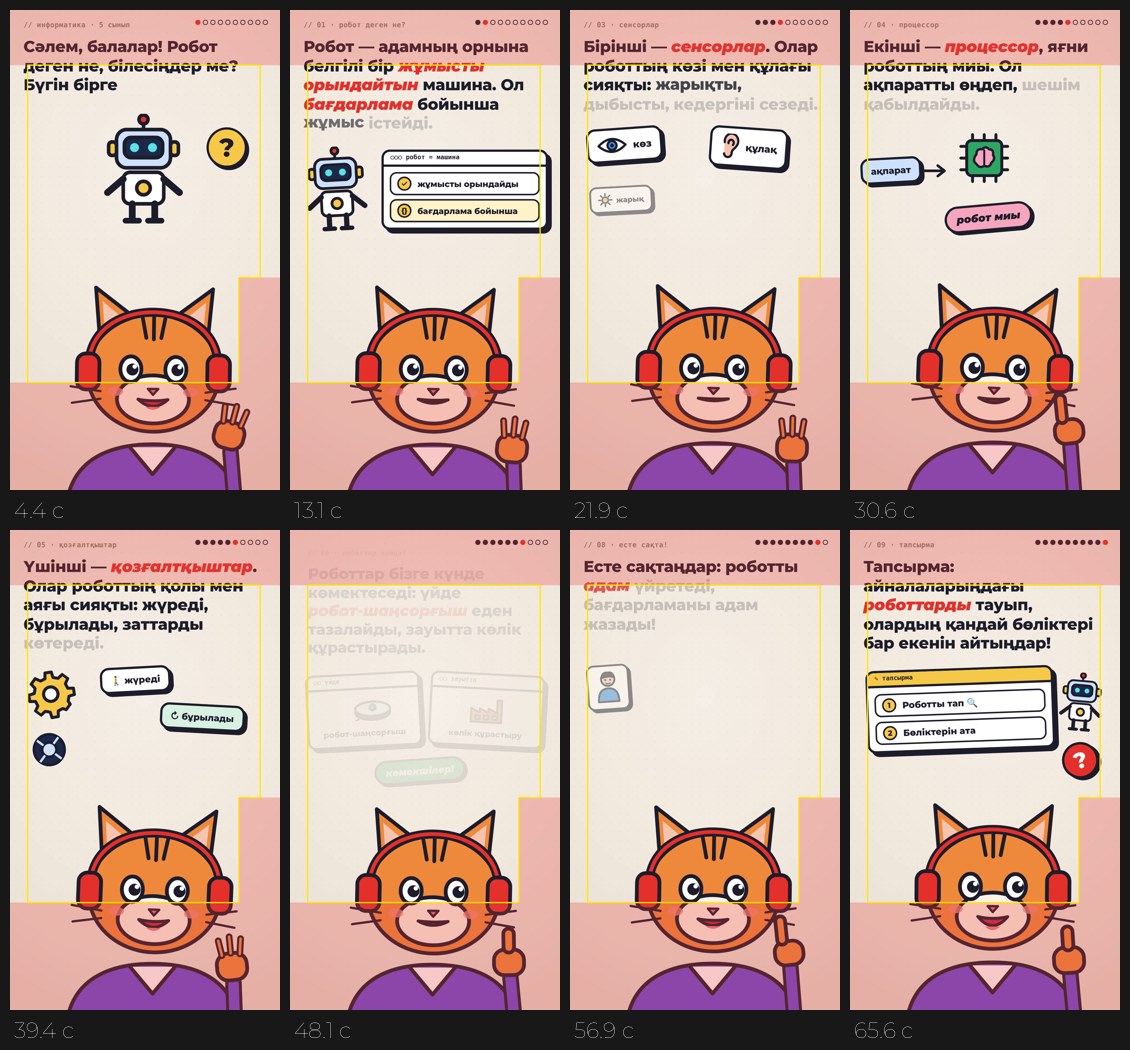 // информатика · 5 сынып
Сәлем, балалар! Робот
деген не, білесіңдер ме?
Бүгін бірге
?
4.4 с
// 01 · робот деген не?
Робот — адамның орнына
белгілі бір жұмысты
орындайтын машина. Ол
бағдарлама бойынша
жұмыс істейді.
робот = машина
жұмысты орындайды
{} бағдарлама бойынша
13.1 с
// 03 · сенсорлар
Бірінші — сенсорлар. Олар
роботтың көзі мен құлағы
сияқты: жарықты,
дыбысты, кедергіні сезеді.
көз
құлақ
жарық
21.9 с
// 04 · процессор
Екінші — процессор, яғни
роботтың миы. Ол
ақпаратты өңдеп, шешім
қабылдайды.
ақпарат
робот миы
30.6 с
// 05 · қозғалтқыштар
Үшінші — қозғалтқыштар.
Олар роботтың қолы мен
аяғы сияқты: жүреді,
бұрылады, заттарды
көтереді.
жүреді
бұрылады
39.4 с
Роботтар бізге күнде
көмектеседі: үйде
робот-шаңсорғыш еден
тазалайды, зауытта көлік
құрастырады.
робот-шаңсорғыш
көлік құрастыру
көмекшілер!
48.1 с
// 08 · есте сақта!
Есте сақтаңдар: роботты
адам үйретеді,
бағдарламаны адам
жазады!
56.9 с
// 09 · тапсырма
Тапсырма:
айналаларыңдағы
роботтарды тауып,
олардың қандай бөліктері
бар екенін айтыңдар!
тапсырма
1 Роботты тап
2 Бөліктерін ата
?
65.6 с